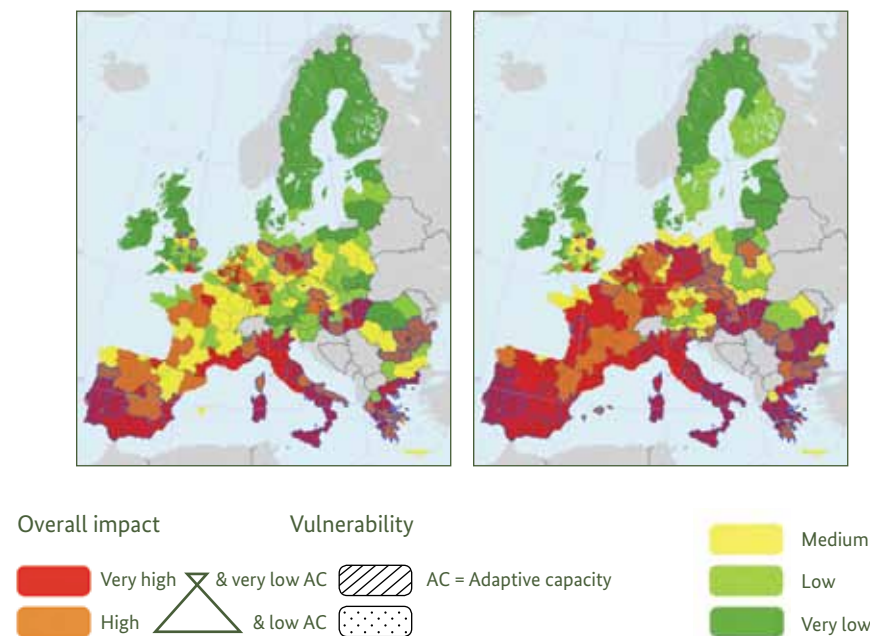 Overall impact
Vulnerability
Very high
& very low AC
AC = Adaptive capacity
High
& low AC
Medium
Low
Very low